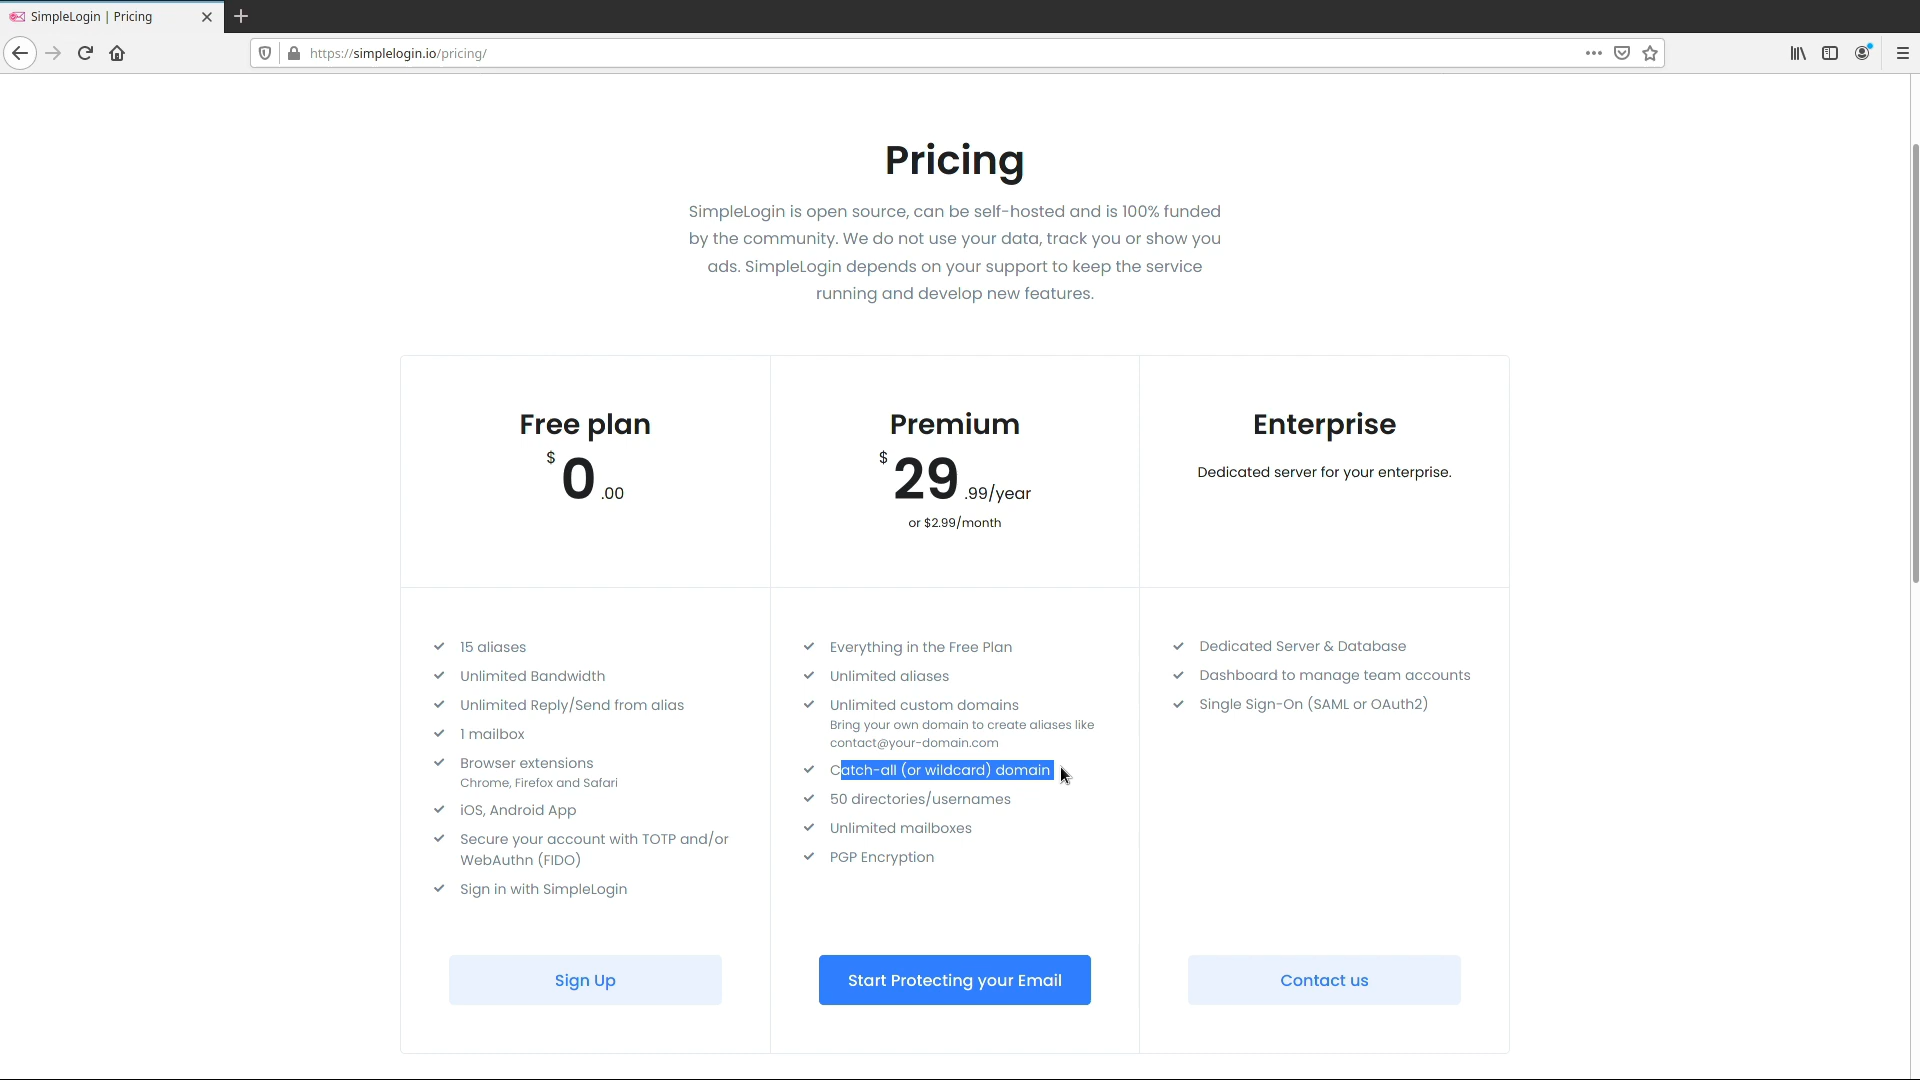 SimpleLogin | Pricing
https://simplelogin.io/pricing/
Pricing
SimpleLogin is open source, can be self-hosted and is 100% funded
by the community. We do not use your data, track you or show you
ads. SimpleLogin depends on your support to keep the service
running and develop new features.
Free plan
$ 0 .00
Premium
$ 29 .99/year
or $2.99/month
Enterprise
Dedicated server for your enterprise.
15 aliases
Unlimited Bandwidth
Unlimited Reply/Send from alias
1 mailbox
Browser extensions
Chrome, Firefox and Safari
iOS, Android App
Secure your account with TOTP and/or
WebAuthn (FIDO)
Sign in with SimpleLogin
Sign Up
Everything in the Free Plan
Unlimited aliases
Unlimited custom domains
Bring your own domain to create aliases like
contact@your-domain.com
Catch-all (or wildcard) domain
50 directories/usernames
Unlimited mailboxes
PGP Encryption
Start Protecting your Email
Dedicated Server & Database
Dashboard to manage team accounts
Single Sign-On (SAML or OAuth2)
Contact us